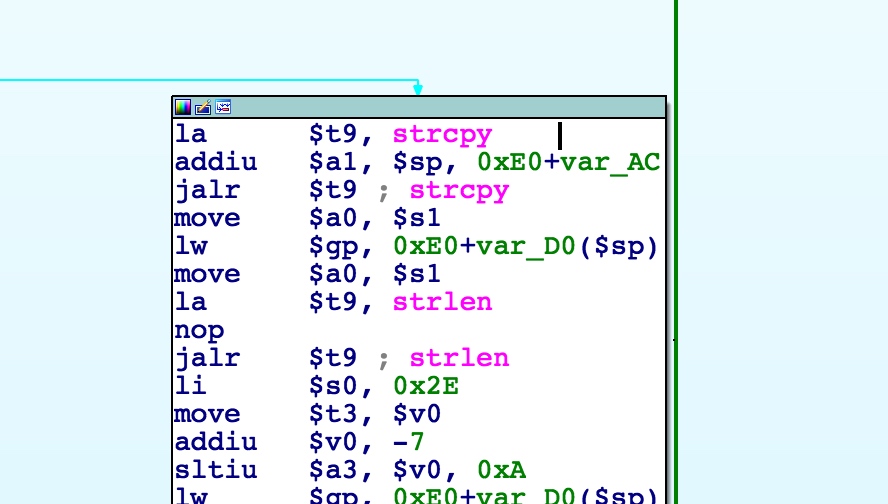 la $t9, strcpy
addiu $a1, $sp, 0xE0+var_AC
jalr $t9 ; strcpy
move $a0, $s1
lw $gp, 0xE0+var_D0($sp)
move $a0, $s1
la $t9, strlen
nop
jalr $t9 ; strlen
li $s0, 0x2E
move $t3, $v0
addiu $v0, -7
sltiu $a3, $v0, 0xA
lw $gp, 0xE0+var_D0($sp)